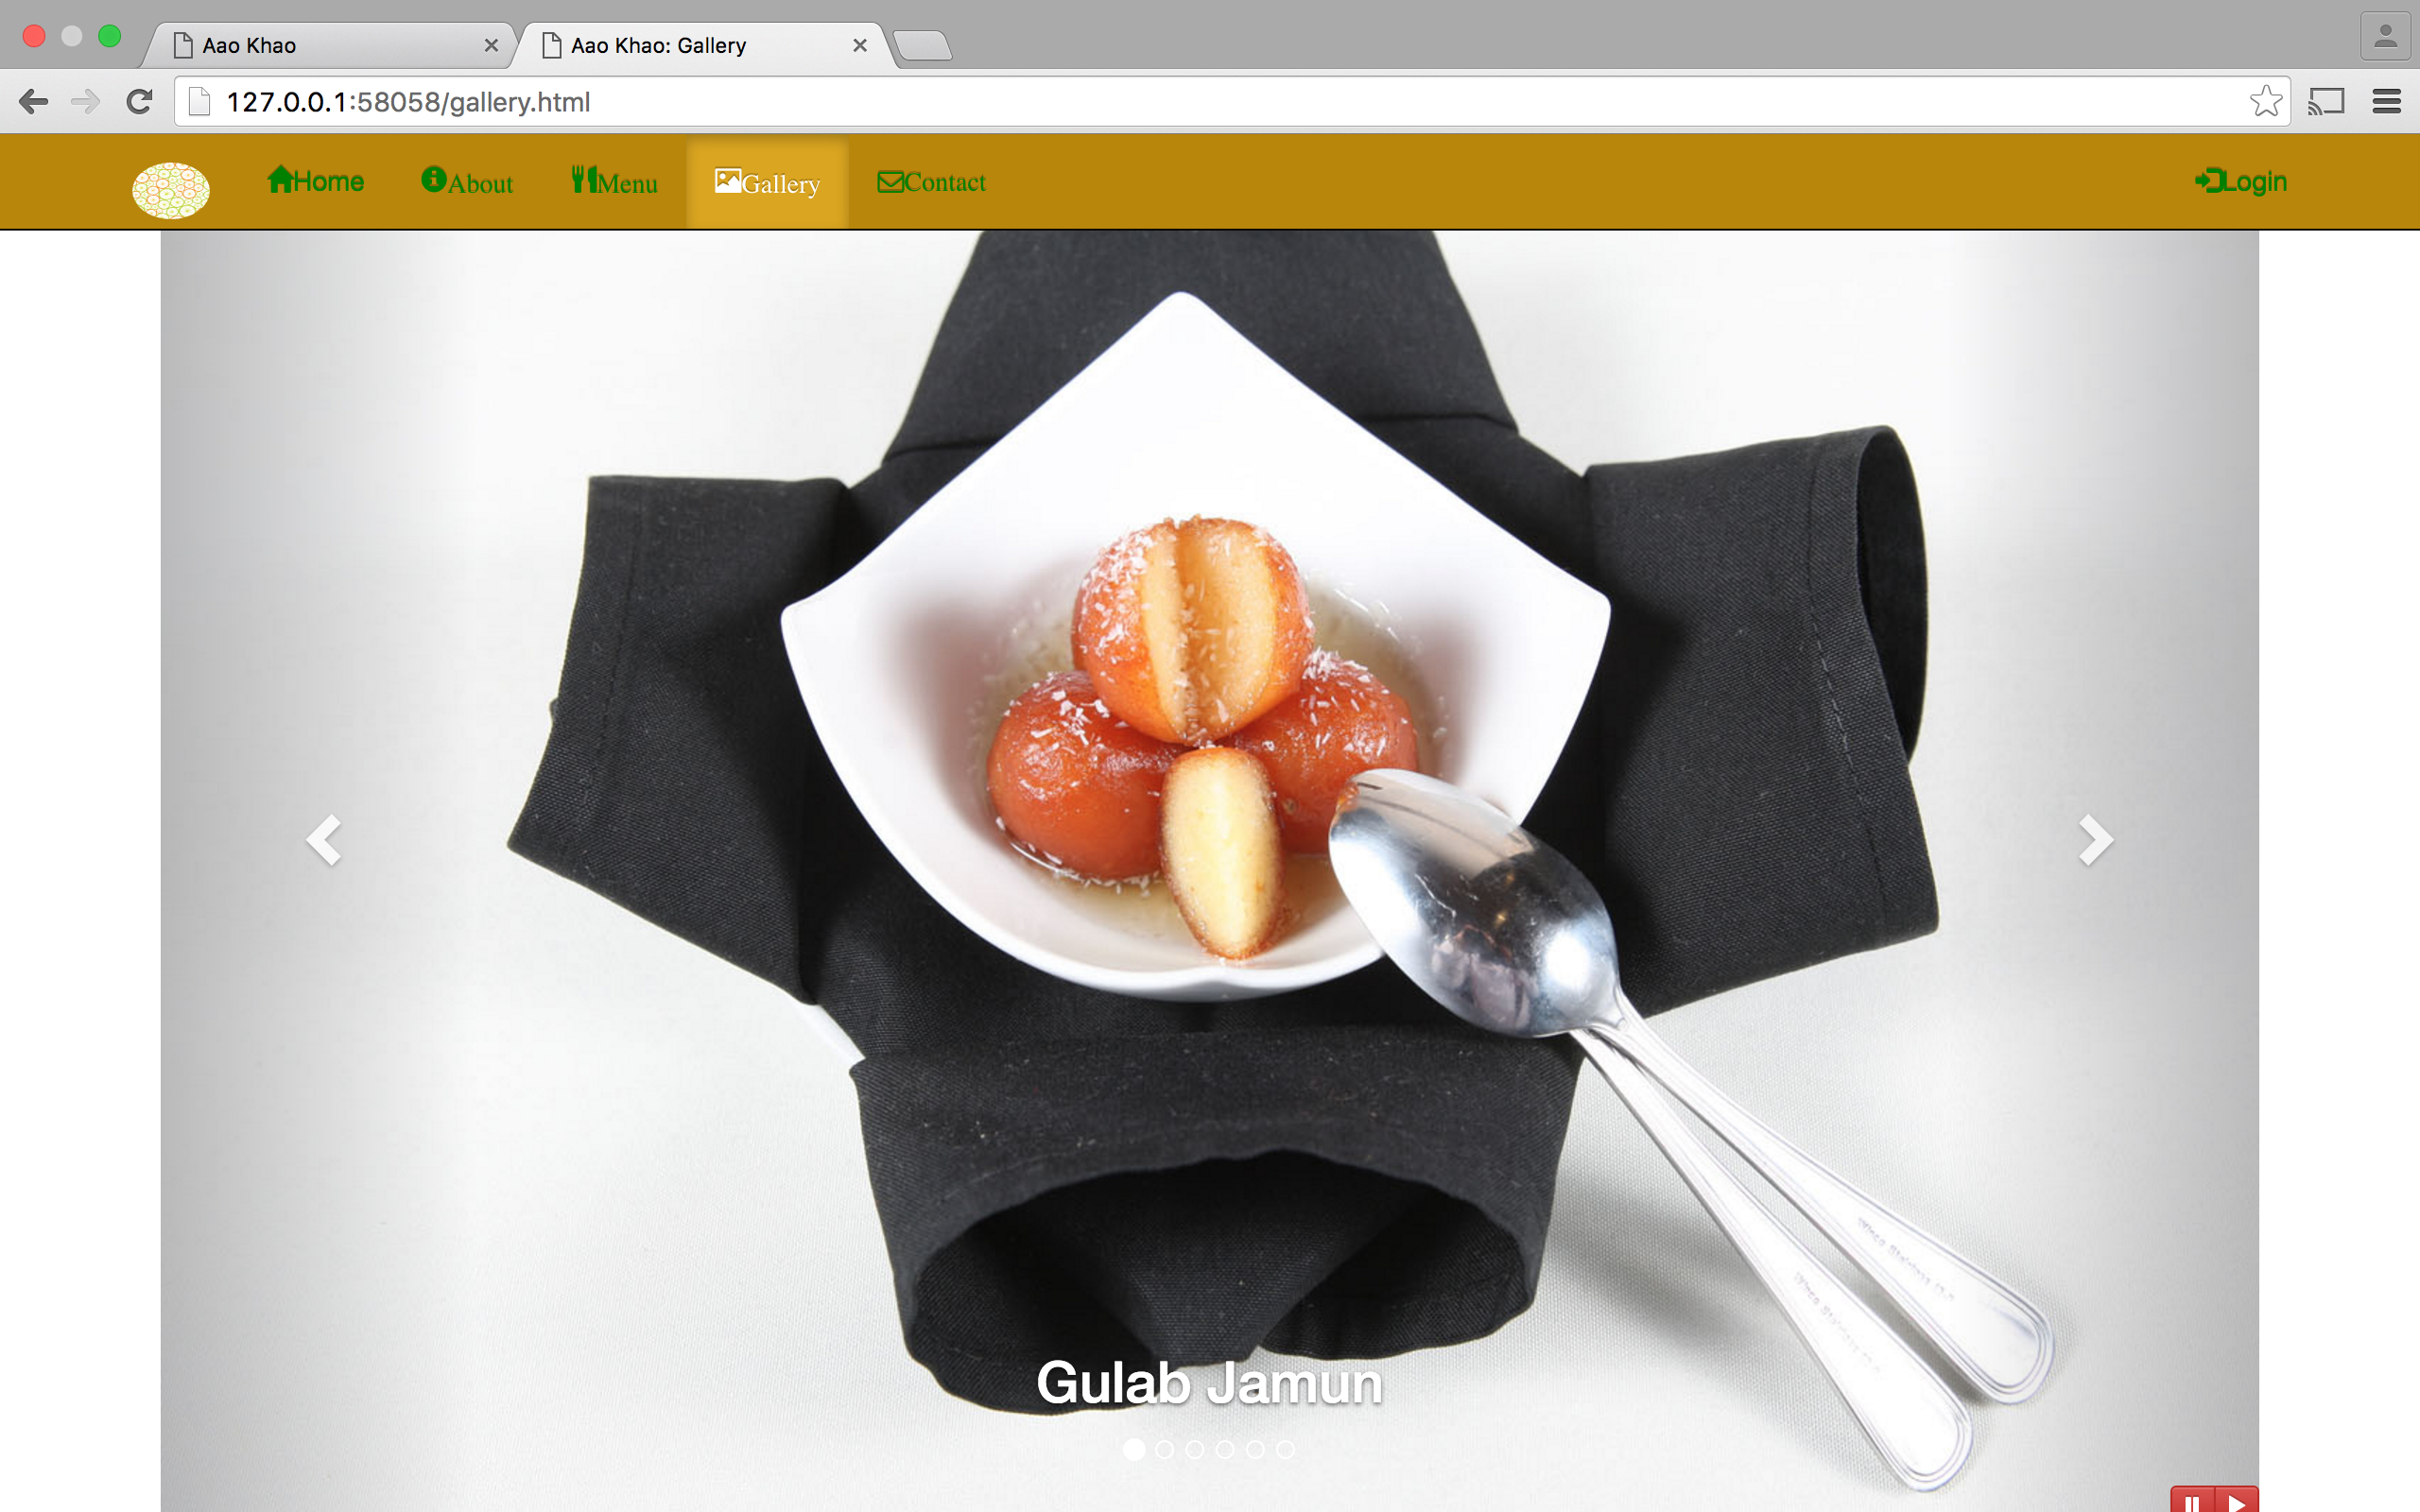 Aao Khao
Aao Khao: Gallery
127.0.0.1:58058/gallery.html
Home About Menu Gallery Contact Login
Gulab Jamun